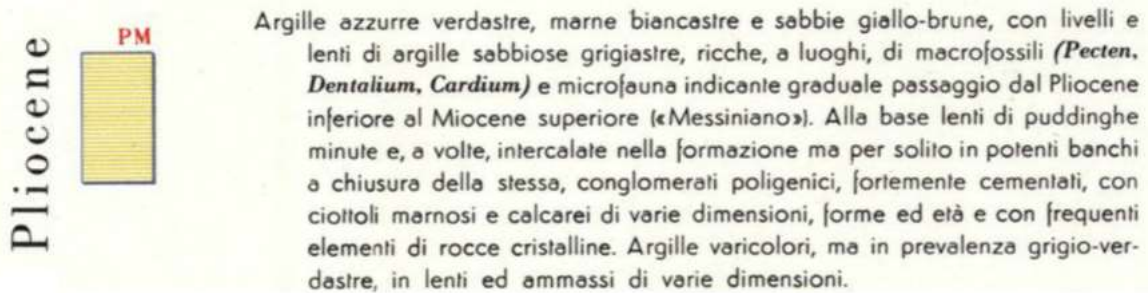 Pliocene
PM
Argille azzurre verdastre, marne biancastre e sabbie giallo-brune, con livelli e
lenti di argille sabbiose grigiastre, ricche, a luoghi, di macrofossili (Pecten,
Dentalium, Cardium) e microfauna indicante graduale passaggio dal Pliocene
inferiore al Miocene superiore («Messiniano»). Alla base lenti di puddinghe
minute e, a volte, intercalate nella formazione ma per solito in potenti banchi
a chiusura della stessa, conglomerati poligenici, fortemente cementati, con
ciottoli marnosi e calcarei di varie dimensioni, forme ed età e con frequenti
elementi di rocce cristalline. Argille varicolori, ma in prevalenza grigio-ver-
dastre, in lenti ed ammassi di varie dimensioni.